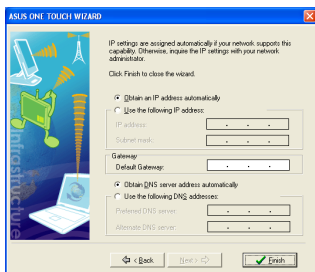 ASUS ONE TOUCH WIZARD
IP settings are assigned automatically if your network supports this
capability. Otherwise, inquire the IP settings with your network
administrator.
Click Finish to close the wizard.
Obtain an IP address automatically
Use the following IP address:
IP address:
Subnet mask:
Gateway
Default Gateway:
Obtain DNS server address automatically
Use the following DNS addresses:
Preferred DNS server:
Alternate DNS server:
< Back
Next >
Finish
Infrastructure